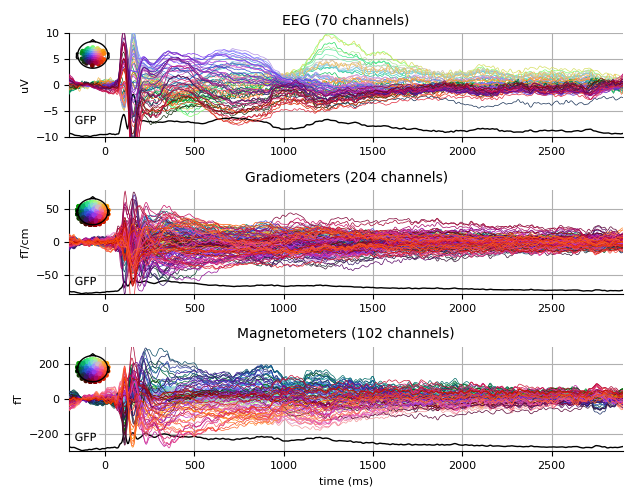 EEG (70 channels)
10
5
0
−5
−10
uV
GFP
0 500 1000 1500 2000 2500
Gradiometers (204 channels)
50
0
−50
fT/cm
GFP
0 500 1000 1500 2000 2500
Magnetometers (102 channels)
200
0
−200
fT
GFP
0 500 1000 1500 2000 2500
time (ms)